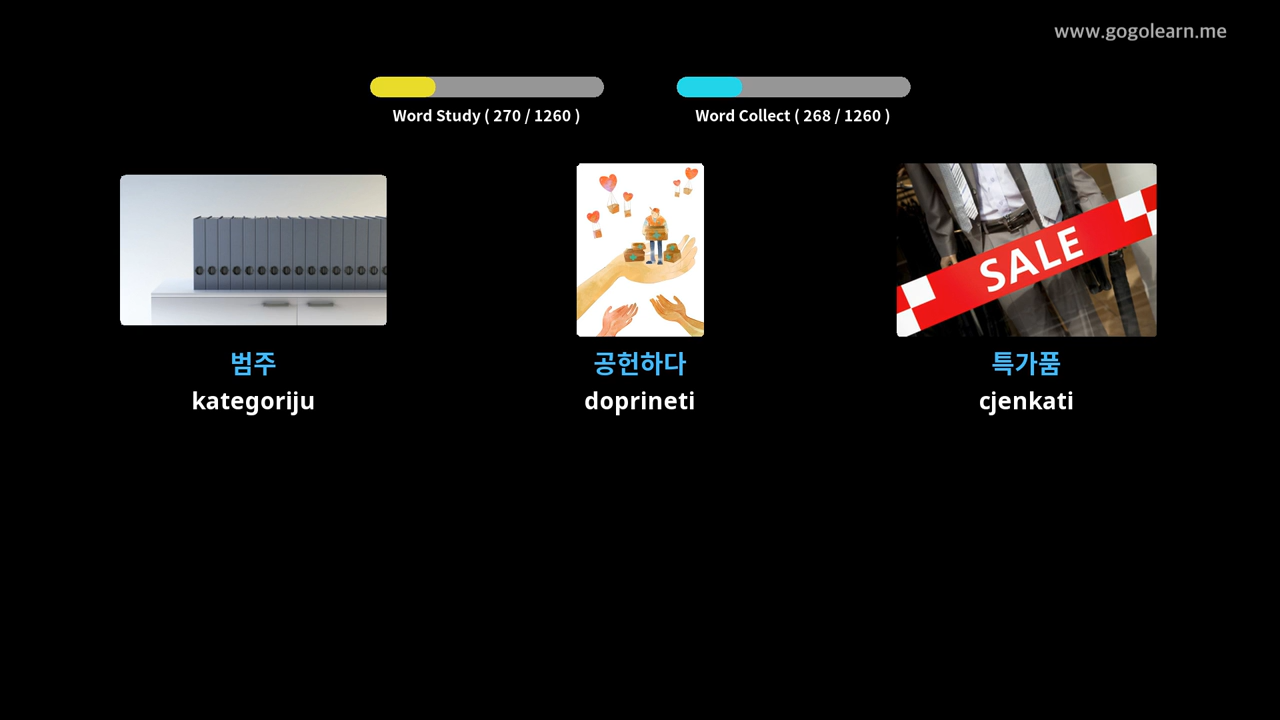 www.gogolearn.me
Word Study ( 270 / 1260 )
Word Collect ( 268 / 1260 )
SALE
범주
kategoriju
공헌하다
doprineti
특가품
cjenkati